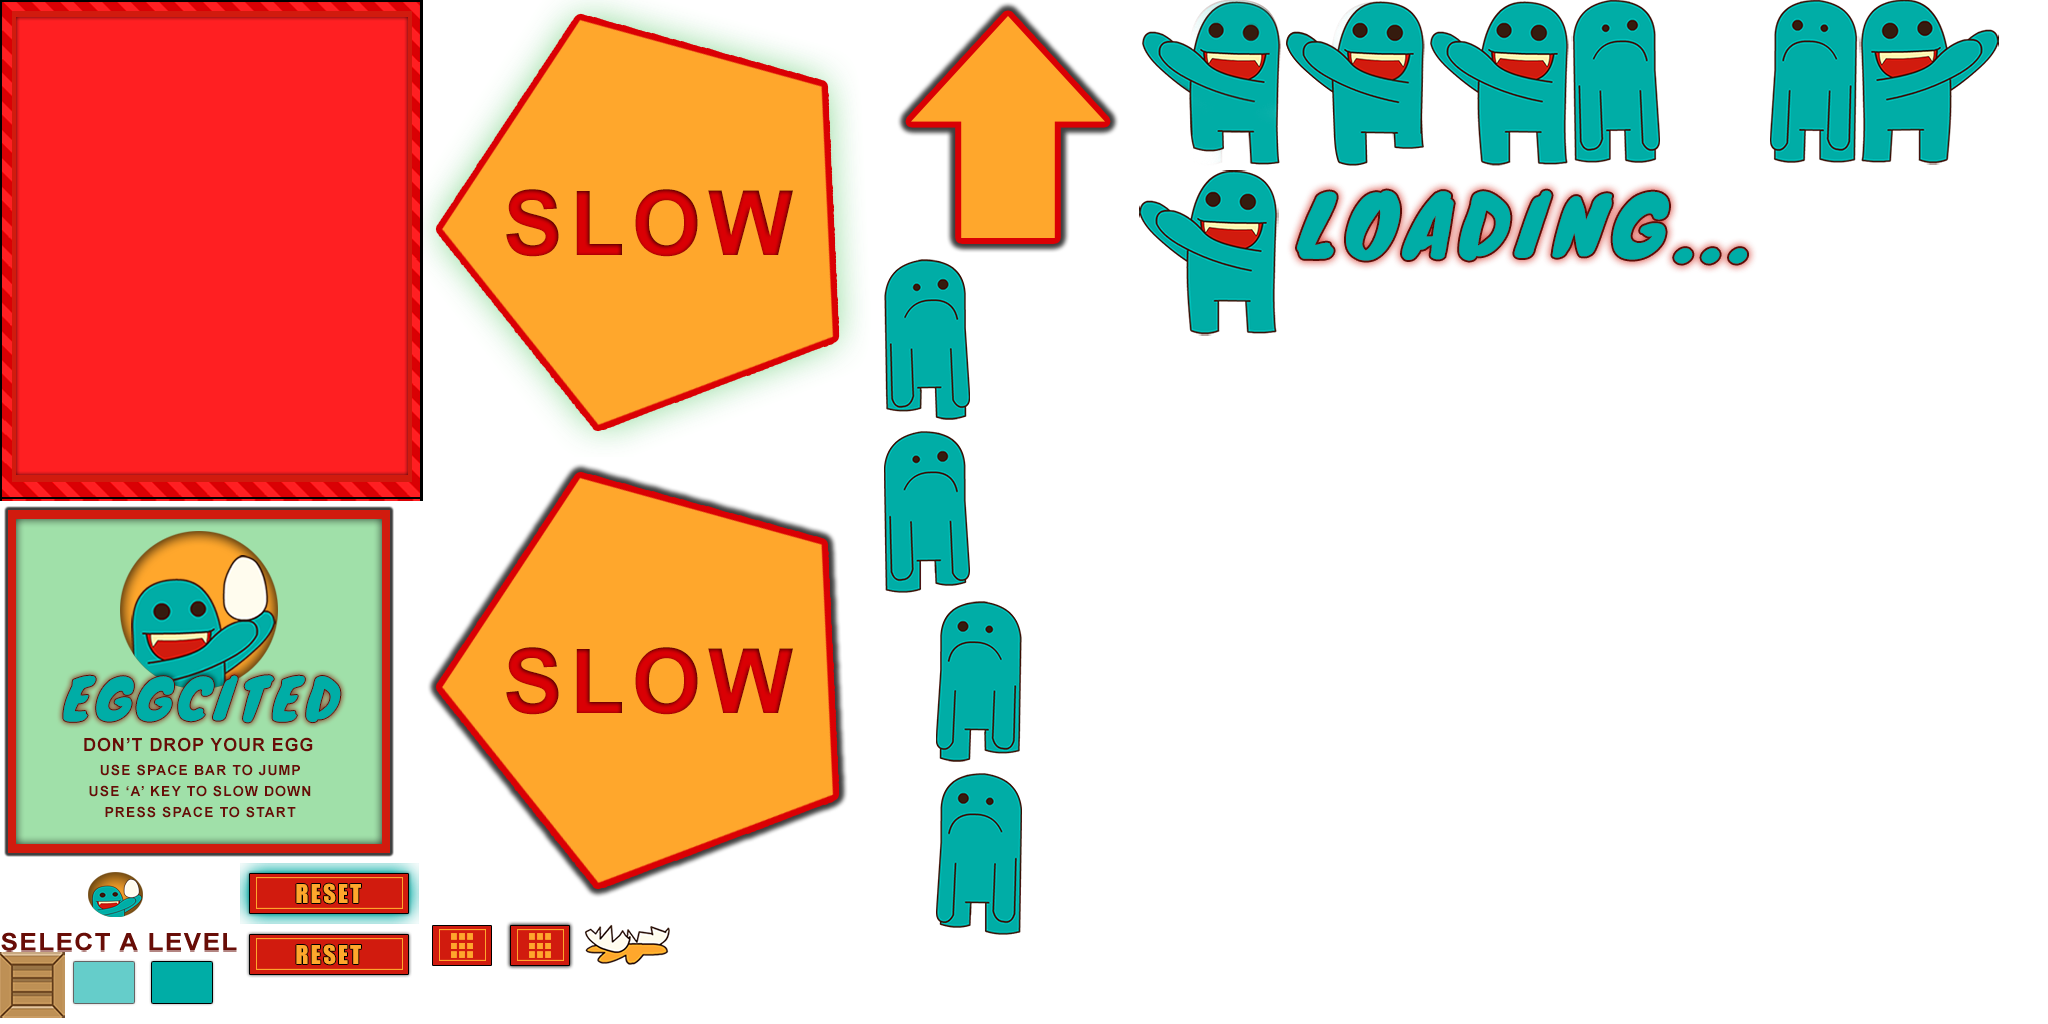 SLOW
LOADING...
SLOW
EGGCITED
DON'T DROP YOUR EGG
USE SPACE BAR TO JUMP
USE ‘A’ KEY TO SLOW DOWN
PRESS SPACE TO START
RESET
SELECT A LEVEL
RESET